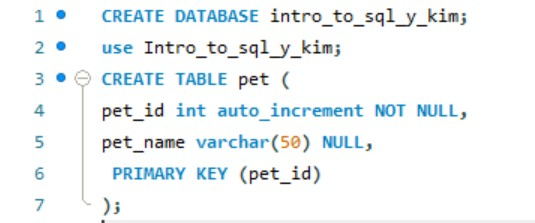 1 CREATE DATABASE intro_to_sql_y_kim;
2 use Intro_to_sql_y_kim;
3 CREATE TABLE pet (
4 pet_id int auto_increment NOT NULL,
5 pet_name varchar(50) NULL,
6 PRIMARY KEY (pet_id)
7 );